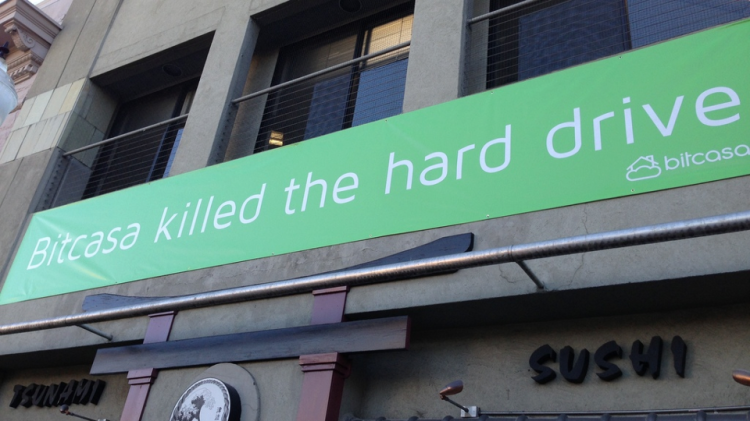 Bitcasa killed the hard drive
bitcasa
TSUNAMI
SUSHI